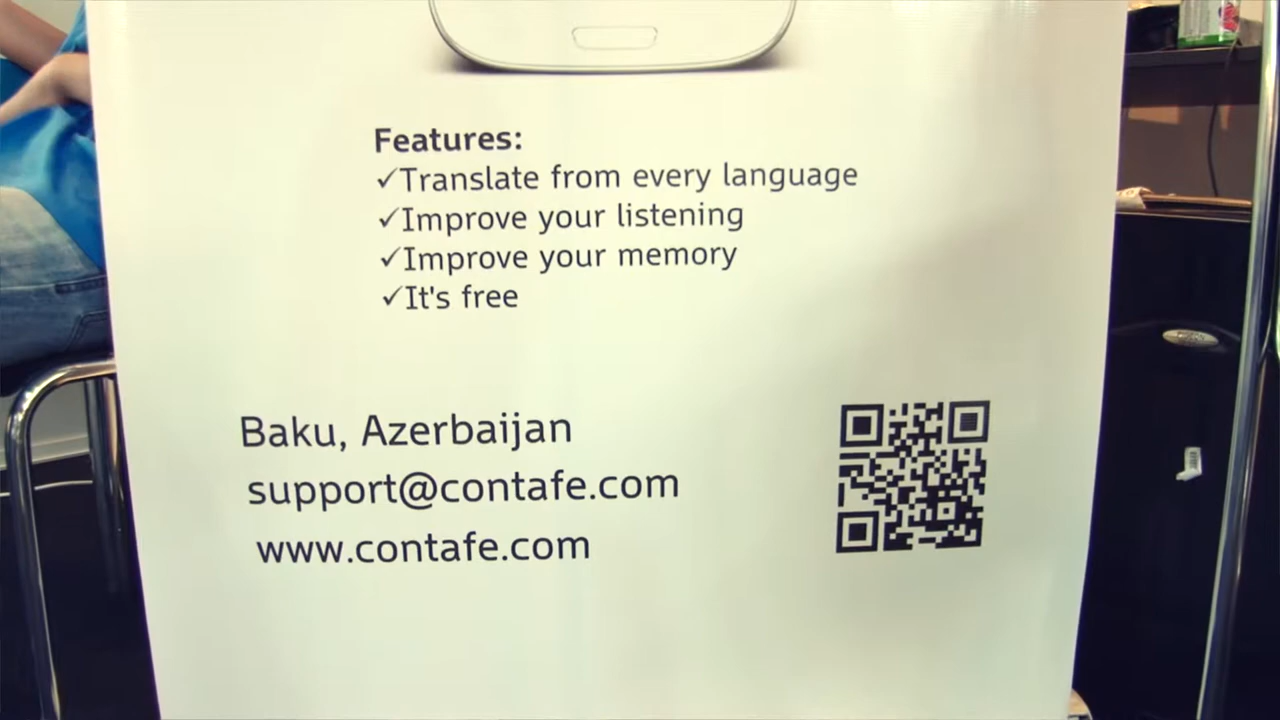 Features:
✓Translate from every language
✓Improve your listening
✓Improve your memory
✓It's free
Baku, Azerbaijan
support@contafe.com
www.contafe.com